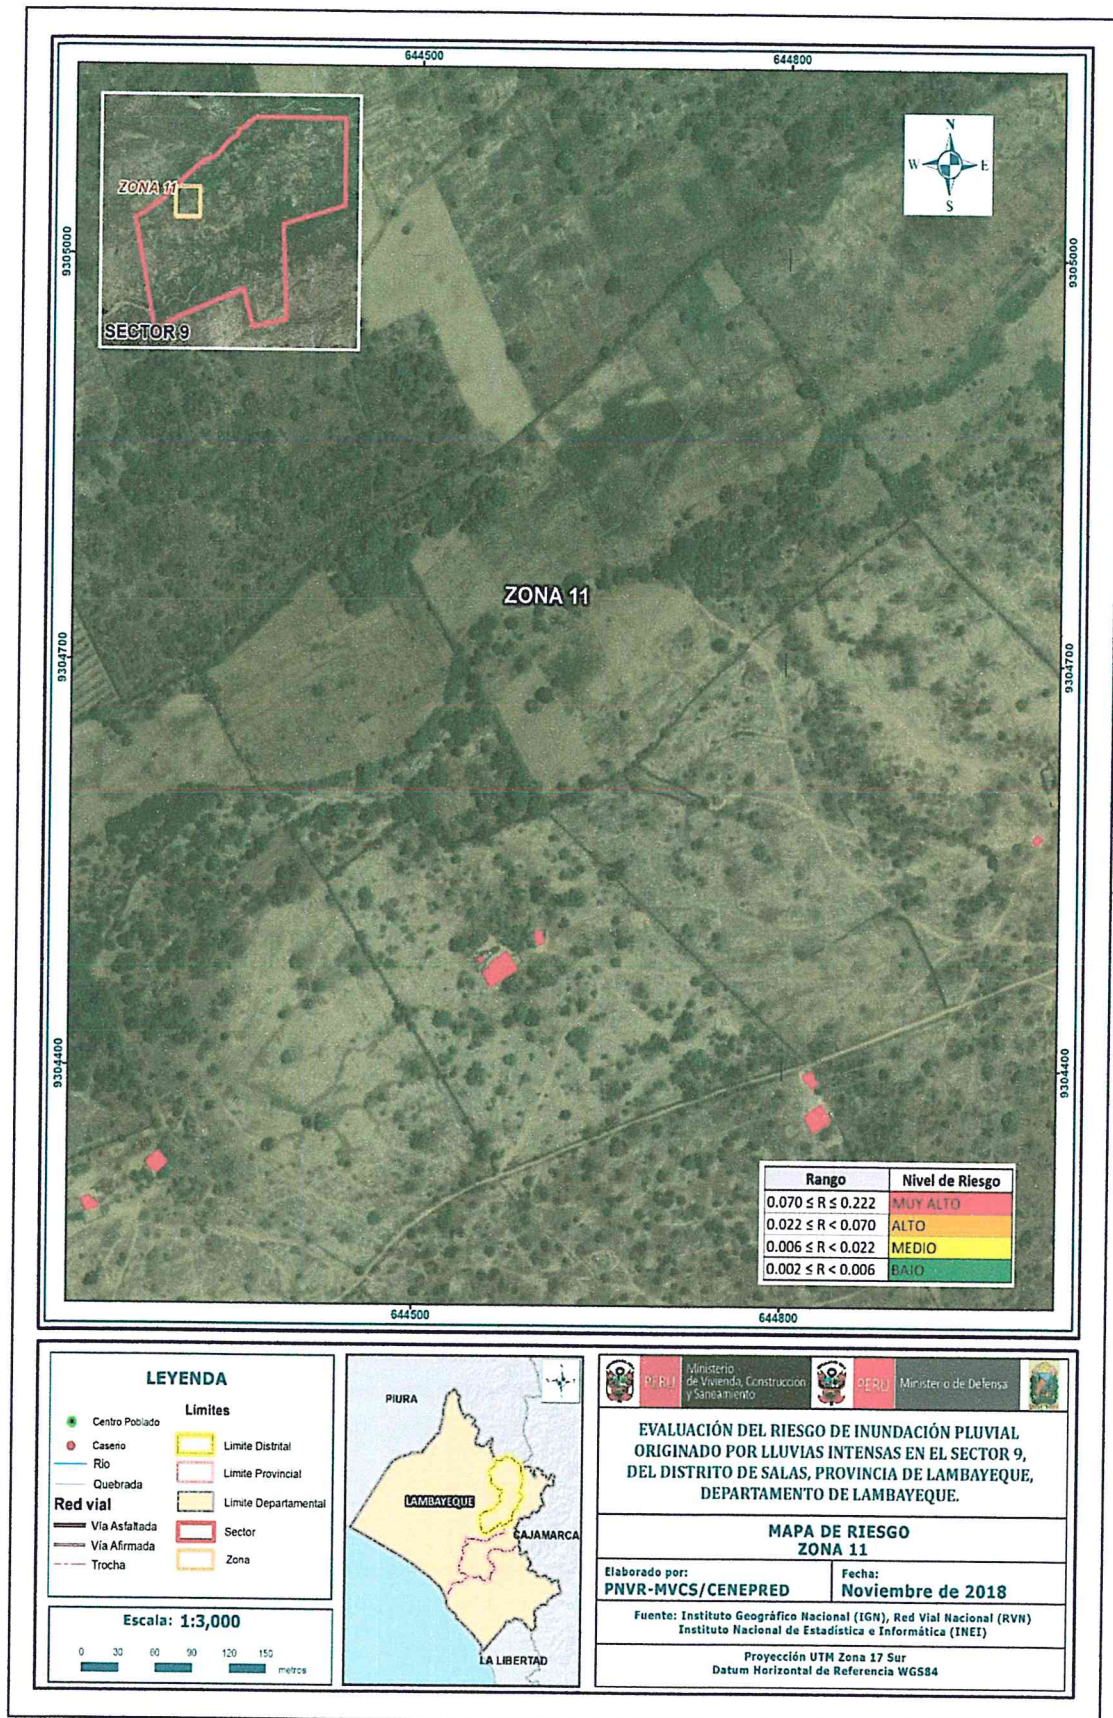 644500
644800
ZONA 11
SECTOR 9
N
W
E
S
9305000
9305000
ZONA 11
9304700
9304700
9304400
9304400
Rango
Nivel de Riesgo
0.070 ≤ R ≤ 0.222
MUY ALTO
0.022 ≤ R < 0.070
ALTO
0.006 ≤ R < 0.022
MEDIO
0.002 ≤ R < 0.006
BAJO
644500
644800
LEYENDA
Centro Poblado
Caserio
Rio
Quebrada
Red vial
Vía Asfaltada
Vía Afirmada
Trocha
Limites
Limite Distrital
Limite Provincial
Limite Departamental
Sector
Zona
Escala: 1:3,000
0 30 60 90 120 150
metros
PIURA
LAMBAYEQUE
CAJAMARCA
LA LIBERTAD
PERÚ
Ministerio
de Vivienda, Construcción
y Saneamiento
PERÚ
Ministerio de Defensa
EVALUACIÓN DEL RIESGO DE INUNDACIÓN PLUVIAL
ORIGINADO POR LLUVIAS INTENSAS EN EL SECTOR 9,
DEL DISTRITO DE SALAS, PROVINCIA DE LAMBAYEQUE,
DEPARTAMENTO DE LAMBAYEQUE.
MAPA DE RIESGO
ZONA 11
Elaborado por:
PNVR-MVCS/CENEPRED
Fecha:
Noviembre de 2018
Fuente: Instituto Geográfico Nacional (IGN), Red Vial Nacional (RVN)
Instituto Nacional de Estadística e Informática (INEI)
Proyección UTM Zona 17 Sur
Datum Horizontal de Referencia WGS84